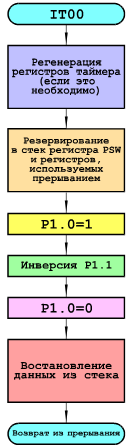 IT00
Регенерация
регистров таймера
(если это
необходимо)
Резервирование
в стек регистра PSW
и регистров,
используемых
прерыванием
P1.0=1
Инверсия P1.1
P1.0=0
Востановление
данных из стека
Возврат из прерывания